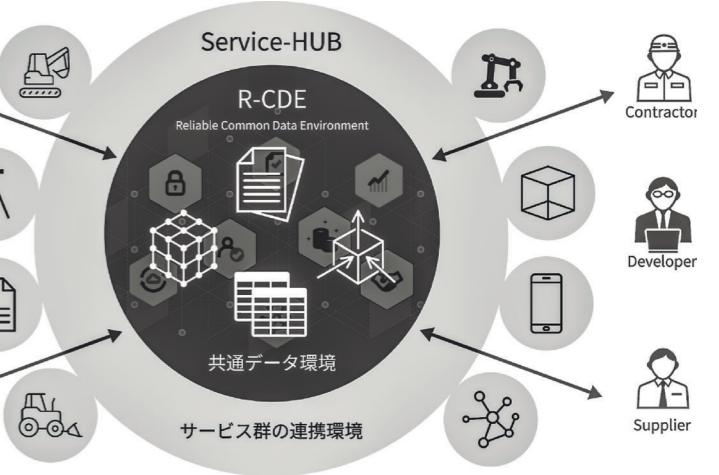 Service-HUB
R-CDE
Reliable Common Data Environment
共通データ環境
サービス群の連携環境
Contractor
Developer
Supplier